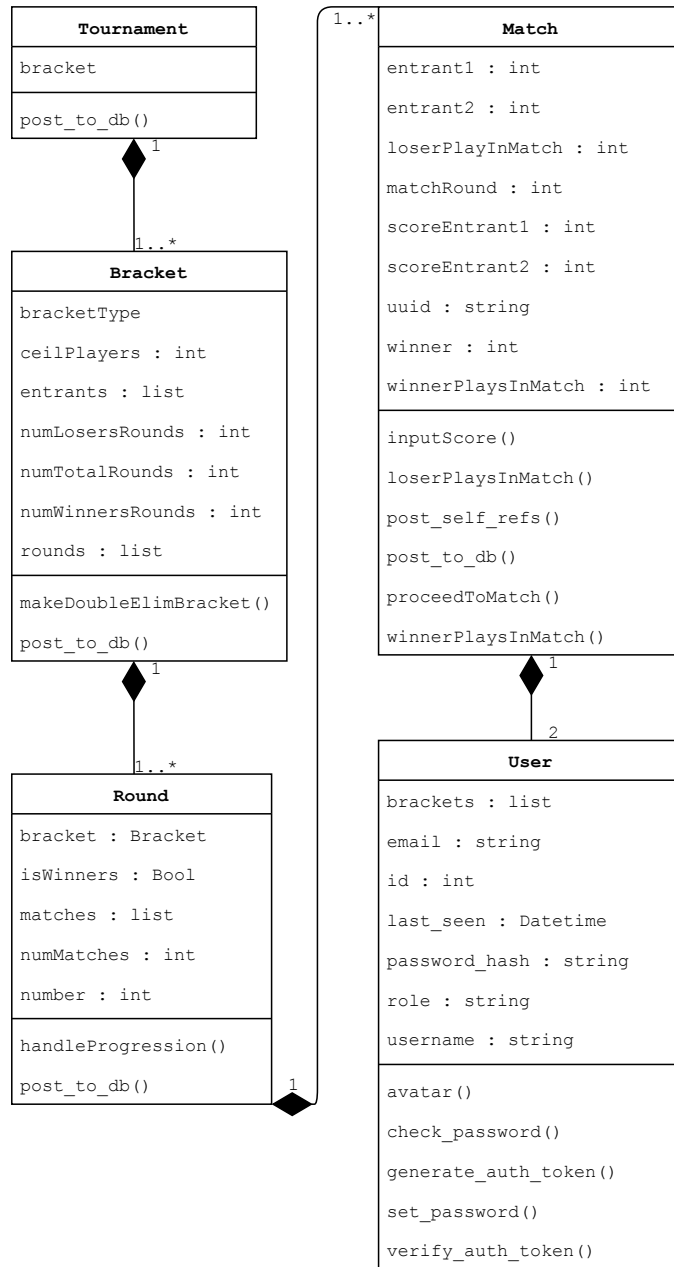 Tournament
bracket
post_to_db()
1
1..*
Bracket
bracketType
ceilPlayers : int
entrants : list
numLosersRounds : int
numTotalRounds : int
numWinnersRounds : int
rounds : list
makeDoubleElimBracket()
post_to_db()
1
1..*
Round
bracket : Bracket
isWinners : Bool
matches : list
numMatches : int
number : int
handleProgression()
post_to_db()
1
1..*
Match
entrant1 : int
entrant2 : int
loserPlayInMatch : int
matchRound : int
scoreEntrant1 : int
scoreEntrant2 : int
uuid : string
winner : int
winnerPlaysInMatch : int
inputScore()
loserPlaysInMatch()
post_self_refs()
post_to_db()
proceedToMatch()
winnerPlaysInMatch()
1
2
User
brackets : list
email : string
id : int
last_seen : Datetime
password_hash : string
role : string
username : string
avatar()
check_password()
generate_auth_token()
set_password()
verify_auth_token()